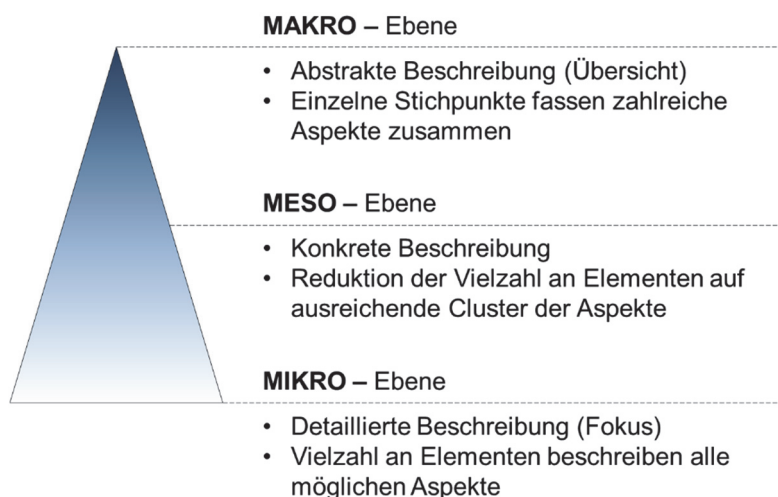 MAKRO – Ebene
• Abstrakte Beschreibung (Übersicht)
• Einzelne Stichpunkte fassen zahlreiche
Aspekte zusammen
MESO – Ebene
• Konkrete Beschreibung
• Reduktion der Vielzahl an Elementen auf
ausreichende Cluster der Aspekte
MIKRO – Ebene
• Detaillierte Beschreibung (Fokus)
• Vielzahl an Elementen beschreiben alle
möglichen Aspekte